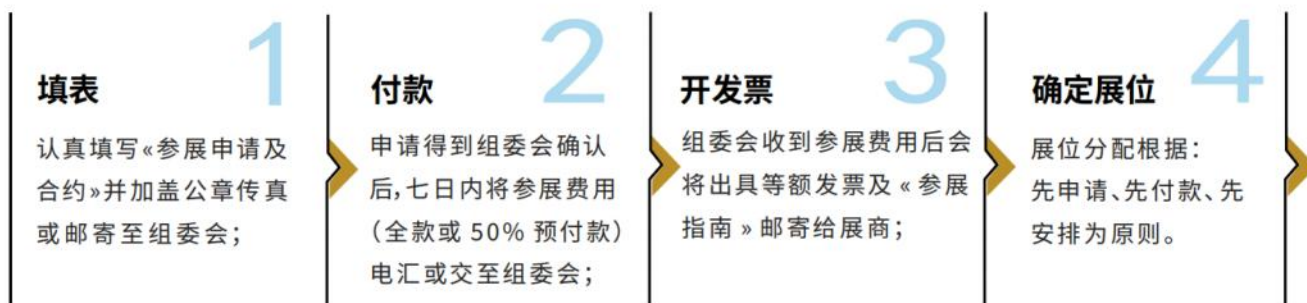 1
填表
认真填写«参展申请及
合约»并加盖公章传真
或邮寄至组委会；
2
付款
申请得到组委会确认
后,七日内将参展费用
（全款或 50% 预付款）
电汇或交至组委会；
3
开发票
组委会收到参展费用后会
将出具等额发票及 « 参展
指南 » 邮寄给展商；
4
确定展位
展位分配根据：
先申请、先付款、先
安排为原则。